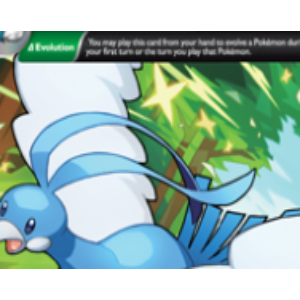 d Evolution
You may play this card from your hand to evolve a Pokémon du
your first turn or the turn you play that Pokémon.